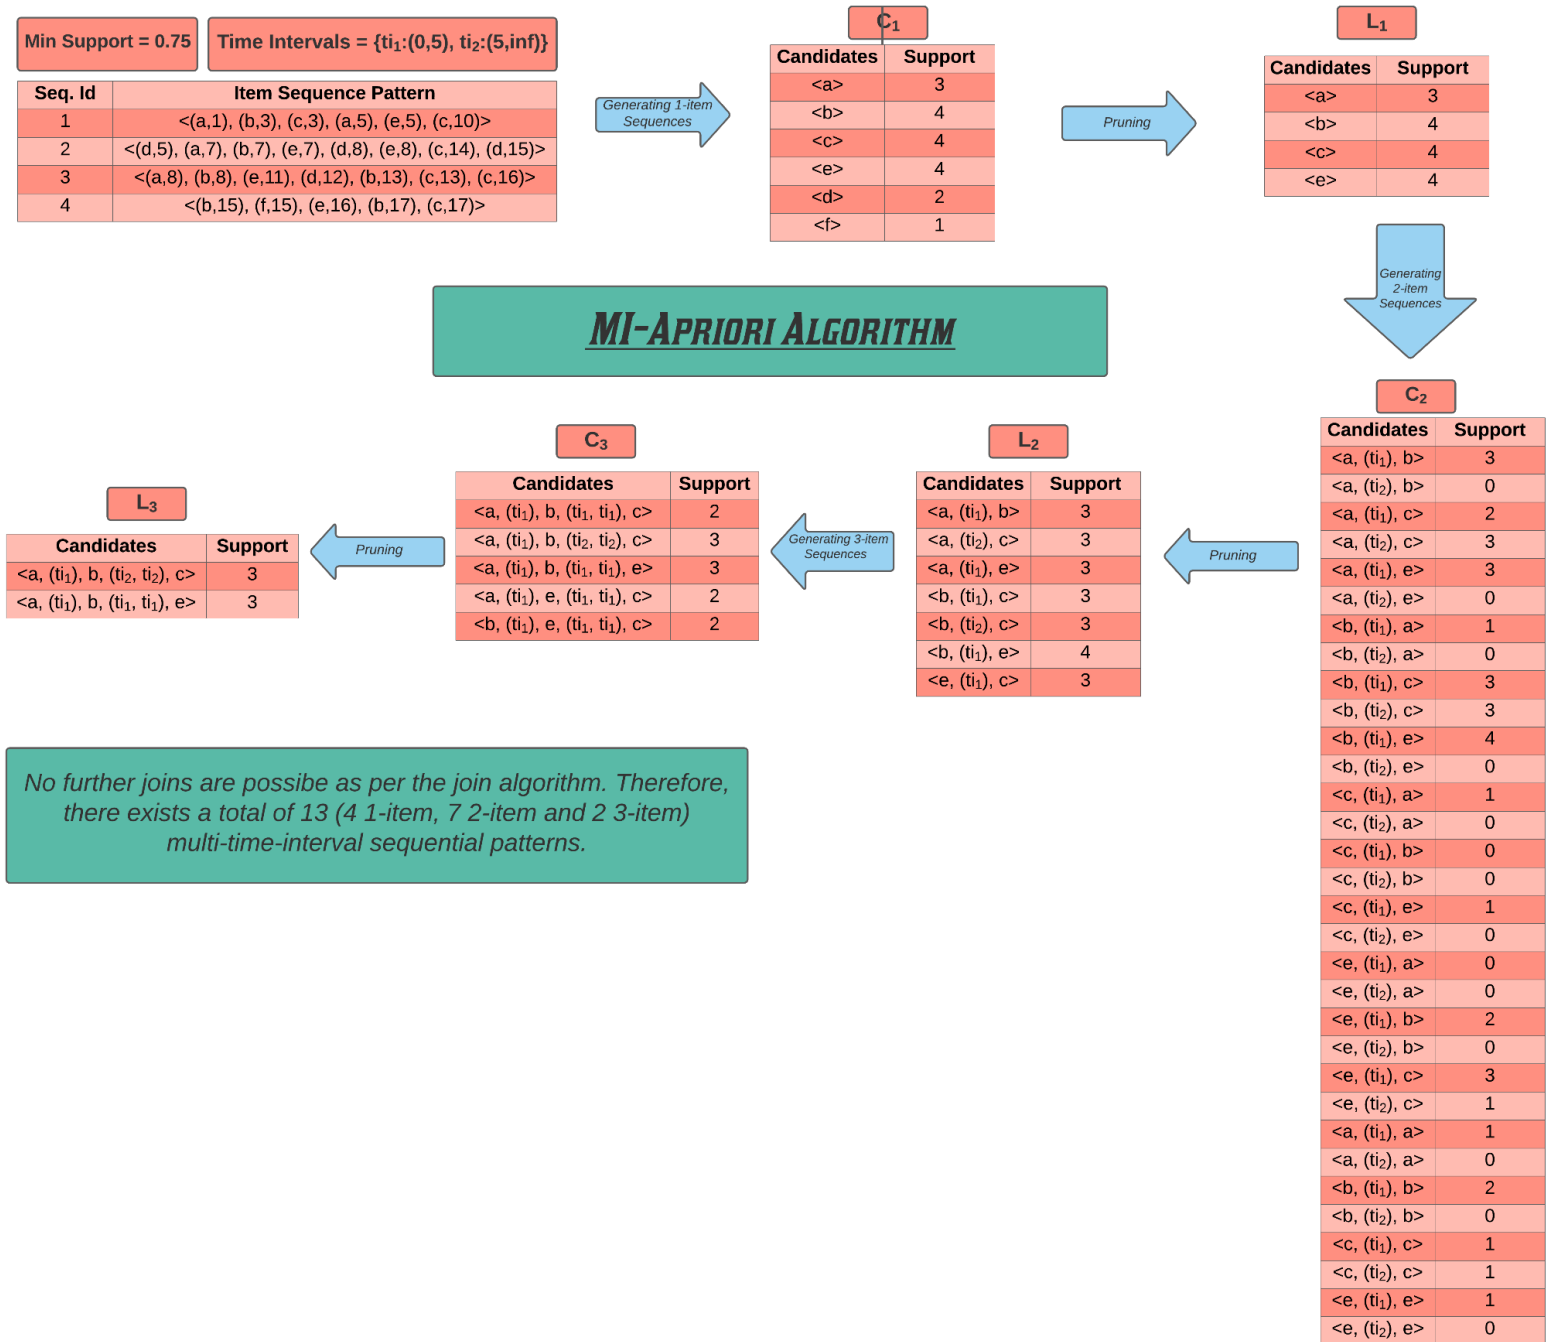 Min Support = 0.75
Time Intervals = {ti₁:(0,5), ti₂:(5,inf)}
Seq. Id Item Sequence Pattern
1 <(a,1), (b,3), (c,3), (a,5), (e,5), (c,10)>
2 <(d,5), (a,7), (b,7), (e,7), (d,8), (e,8), (c,14), (d,15)>
3 <(a,8), (b,8), (e,11), (d,12), (b,13), (c,13), (c,16)>
4 <(b,15), (f,15), (e,16), (b,17), (c,17)>
Generating 1-item
Sequences
C₁
Candidates Support
<a> 3
<b> 4
<c> 4
<e> 4
<d> 2
<f> 1
Pruning
L₁
Candidates Support
<a> 3
<b> 4
<c> 4
<e> 4
Generating
2-item
Sequences
MI-Apriori Algorithm
C₂
Candidates Support
<a, (ti₁), b> 3
<a, (ti₂), b> 0
<a, (ti₁), c> 2
<a, (ti₂), c> 3
<a, (ti₁), e> 3
<a, (ti₂), e> 0
<b, (ti₁), a> 1
<b, (ti₂), a> 0
<b, (ti₁), c> 3
<b, (ti₂), c> 3
<b, (ti₁), e> 4
<b, (ti₂), e> 0
<c, (ti₁), a> 1
<c, (ti₂), a> 0
<c, (ti₁), b> 0
<c, (ti₂), b> 0
<c, (ti₁), e> 1
<c, (ti₂), e> 0
<e, (ti₁), a> 0
<e, (ti₂), a> 0
<e, (ti₁), b> 2
<e, (ti₂), b> 0
<e, (ti₁), c> 3
<e, (ti₂), c> 1
<a, (ti₁), a> 1
<a, (ti₂), a> 0
<b, (ti₁), b> 2
<b, (ti₂), b> 0
<c, (ti₁), c> 1
<c, (ti₂), c> 1
<e, (ti₁), e> 1
<e, (ti₂), e> 0
Pruning
L₂
Candidates Support
<a, (ti₁), b> 3
<a, (ti₂), c> 3
<a, (ti₁), e> 3
<b, (ti₁), c> 3
<b, (ti₂), c> 3
<b, (ti₁), e> 4
<e, (ti₁), c> 3
Generating 3-item
Sequences
C₃
Candidates Support
<a, (ti₁), b, (ti₁, ti₁), c> 2
<a, (ti₁), b, (ti₂, ti₂), c> 3
<a, (ti₁), b, (ti₁, ti₁), e> 3
<a, (ti₁), e, (ti₁, ti₁), c> 2
<b, (ti₁), e, (ti₁, ti₁), c> 2
Pruning
L₃
Candidates Support
<a, (ti₁), b, (ti₂, ti₂), c> 3
<a, (ti₁), b, (ti₁, ti₁), e> 3
No further joins are possibe as per the join algorithm. Therefore,
there exists a total of 13 (4 1-item, 7 2-item and 2 3-item)
multi-time-interval sequential patterns.